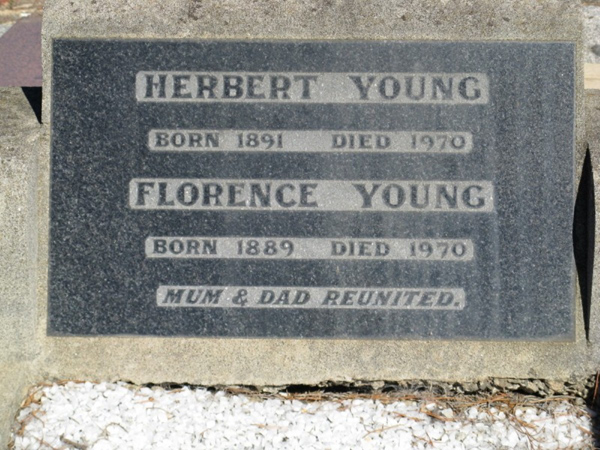 HERBERT YOUNG
BORN 1891 DIED 1970
FLORENCE YOUNG
BORN 1889 DIED 1970
MUM & DAD REUNITED.